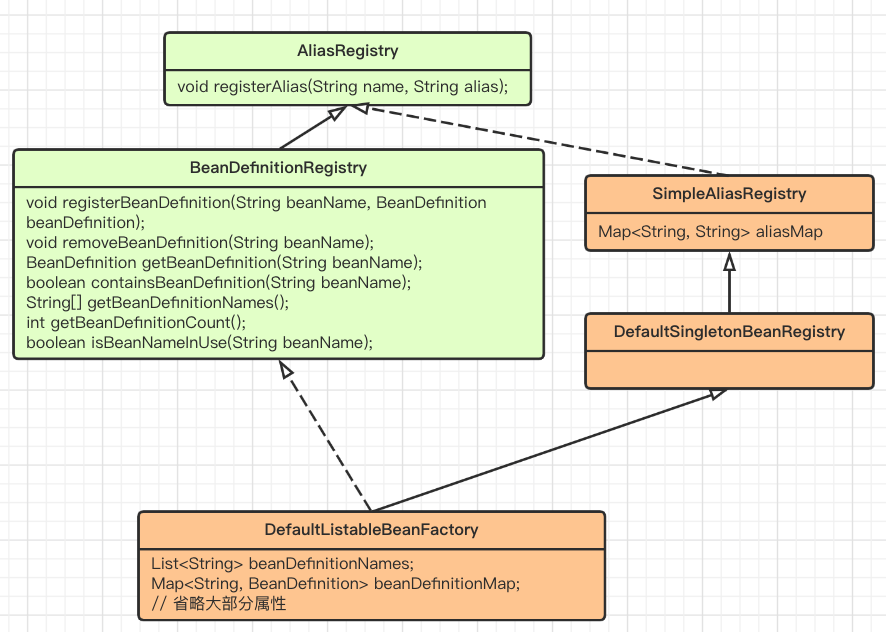 AliasRegistry
void registerAlias(String name, String alias);
BeanDefinitionRegistry
void registerBeanDefinition(String beanName, BeanDefinition
beanDefinition);
void removeBeanDefinition(String beanName);
BeanDefinition getBeanDefinition(String beanName);
boolean containsBeanDefinition(String beanName);
String[] getBeanDefinitionNames();
int getBeanDefinitionCount();
boolean isBeanNameInUse(String beanName);
SimpleAliasRegistry
Map<String, String> aliasMap
DefaultSingletonBeanRegistry
DefaultListableBeanFactory
List<String> beanDefinitionNames;
Map<String, BeanDefinition> beanDefinitionMap;
// 省略大部分属性